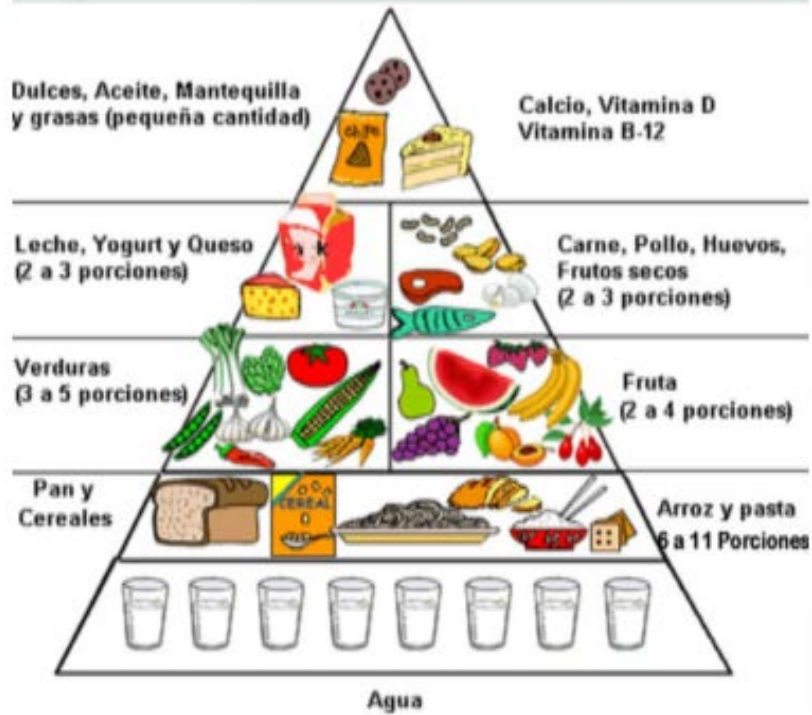 Dulces, Aceite, Mantequilla
y grasas (pequeña cantidad)
Calcio, Vitamina D
Vitamina B-12
Leche, Yogurt y Queso
(2 a 3 porciones)
Carne, Pollo, Huevos,
Frutos secos
(2 a 3 porciones)
Verduras
(3 a 5 porciones)
Fruta
(2 a 4 porciones)
Pan y
Cereales
CEREAL
Arroz y pasta
6 a 11 Porciones
Agua